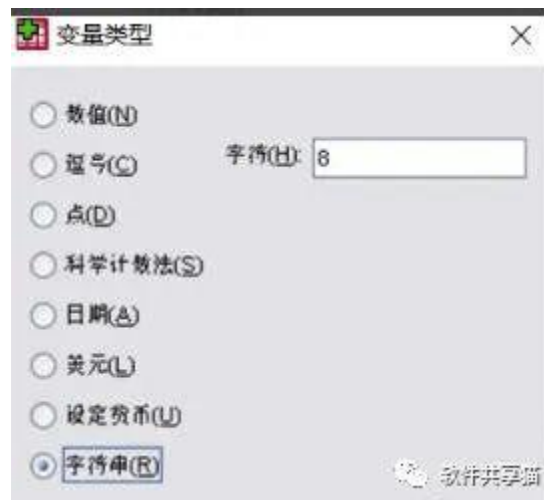 变量类型
数值(N)
逗号(C)
字符(H): 8
点(D)
科学计数法(S)
日期(A)
美元(L)
设定货币(U)
字符串(R)
软件共享猫